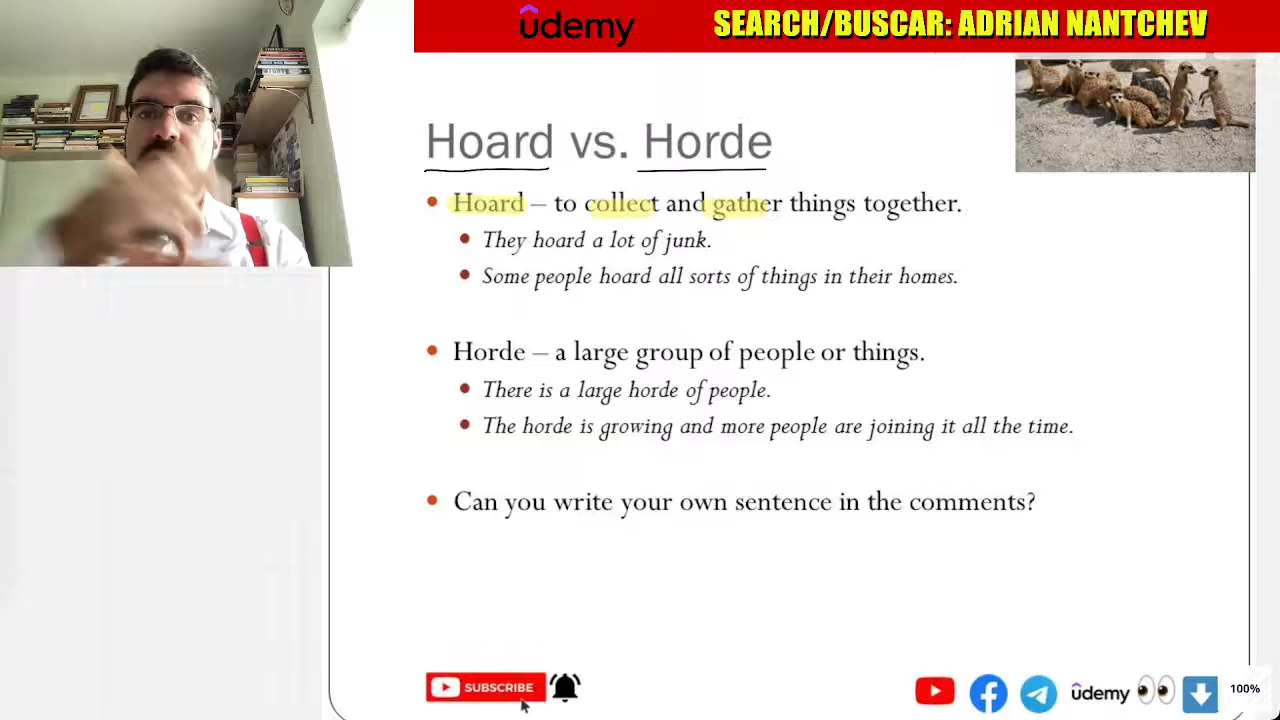 ûdemy
SEARCH/BUSCAR: ADRIAN NANTCHEV
Hoard vs. Horde
• Hoard – to collect and gather things together.
• They hoard a lot of junk.
• Some people hoard all sorts of things in their homes.
• Horde – a large group of people or things.
• There is a large horde of people.
• The horde is growing and more people are joining it all the time.
• Can you write your own sentence in the comments?
SUBSCRIBE
ûdemy
100%